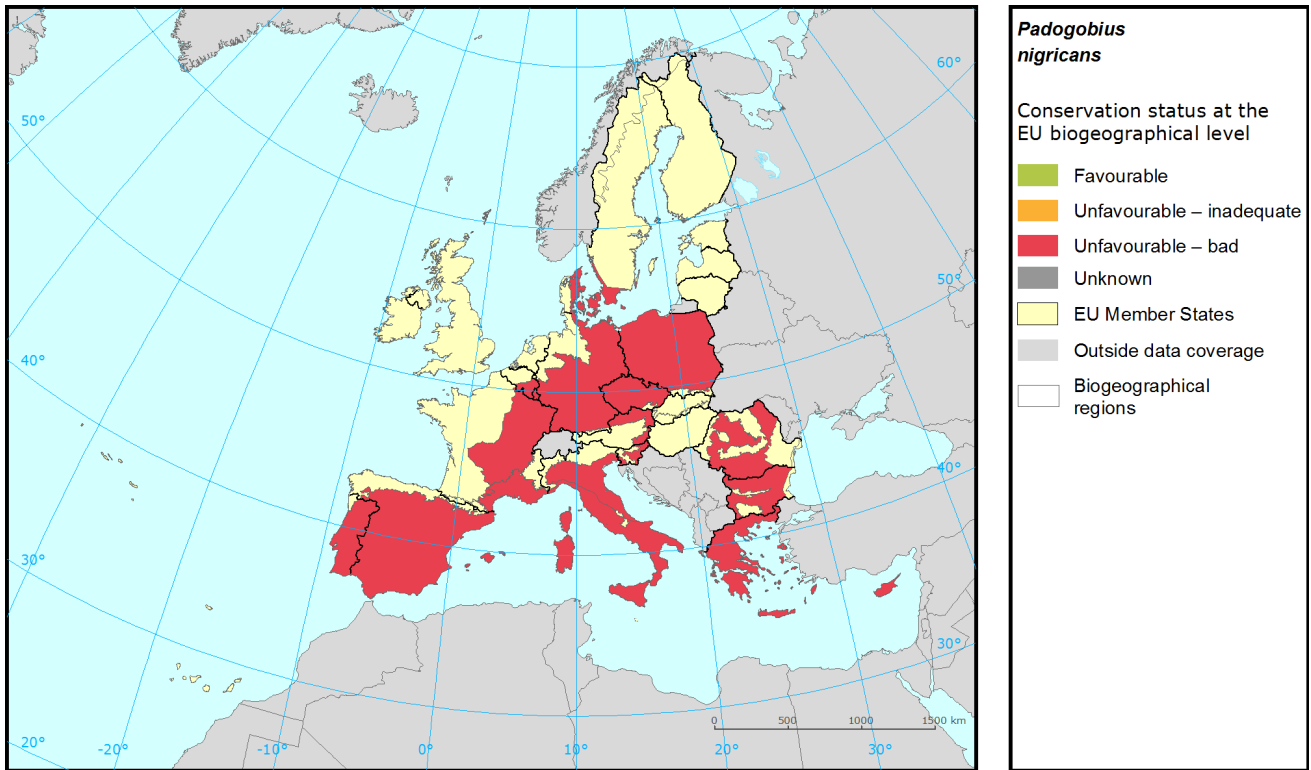 60°
50°
50°
40°
40°
30°
30°
20°
-20°
-10°
0°
10°
20°
30°
0
500
1000
1500 km
Padogobius
nigricans
Conservation status at the
EU biogeographical level
Favourable
Unfavourable – inadequate
Unfavourable – bad
Unknown
EU Member States
Outside data coverage
Biogeographical
regions